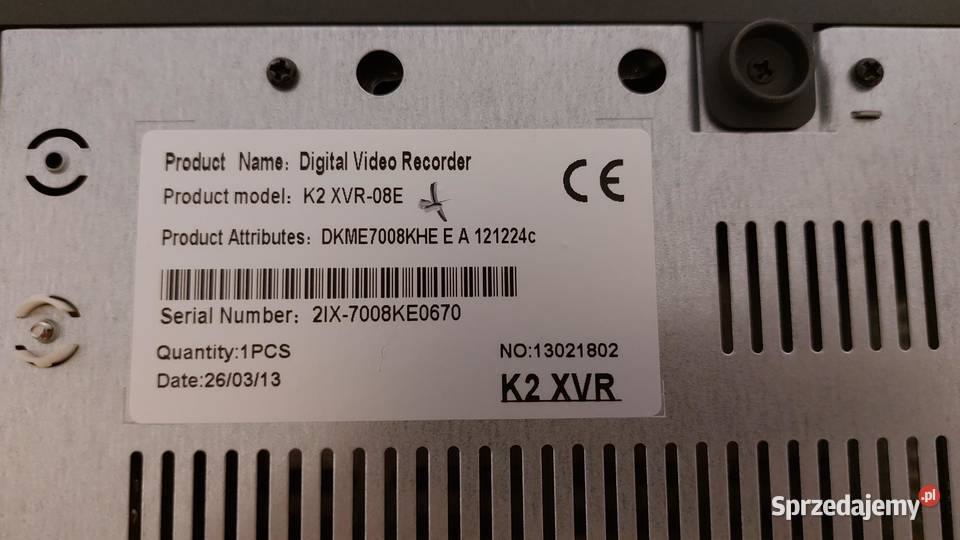 Product Name: Digital Video Recorder
Product model: K2 XVR-08E
Product Attributes: DKME7008KHE E A 121224c
Serial Number: 2IX-7008KE0670
Quantity:1PCS
NO:13021802
Date:26/03/13
K2 XVR
CE
Sprzedajemy.pl